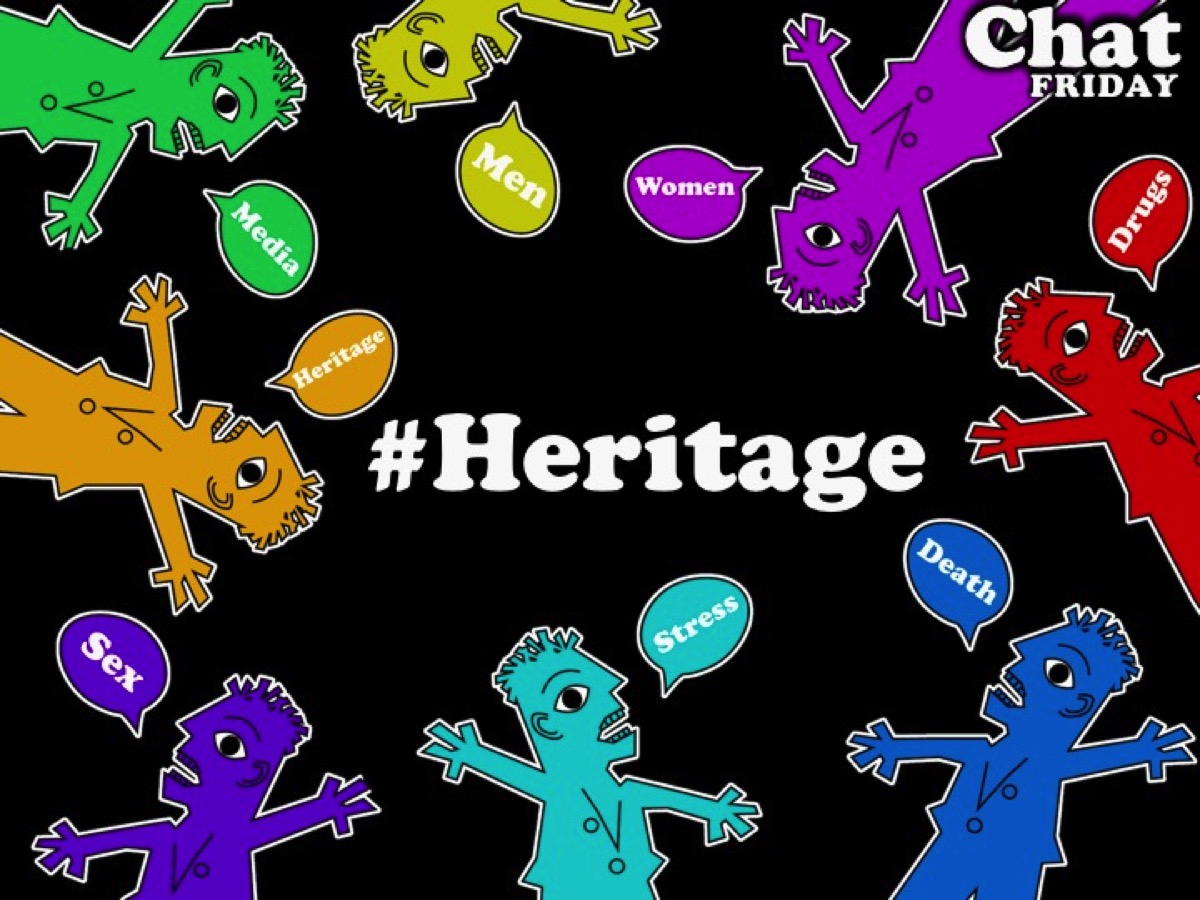 Chat
FRIDAY
Men
Women
Drugs
Media
Heritage
#Heritage
Death
Stress
Sex